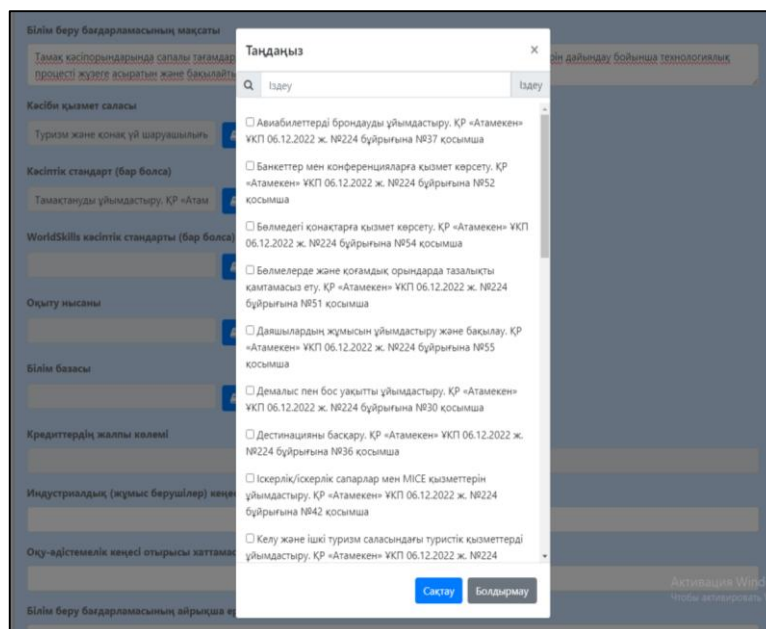 Білім беру бағдарламасының мақсаты
Тамақ кәсіпорындарында сапалы тағамдар
рін дайындау бойынша технологиялық
процесті жүзеге асыратын және бақылайты
Кәсіби қызмет саласы
Туризм және қонақ үй шаруашылығь
Кәсіптік стандарт (бар болса)
Тамақтануды ұйымдастыру. ҚР «Атам
WorldSkills кәсіптік стандарты (бар болса)
Оқыту нысаны
Білім базасы
Кредиттердің жалпы көлемі
Индустриалдық (жұмыс берушілер) кеңес
Оқу-әдістемелік кеңесі отырысы хаттамас
Білім беру бағдарламасының айрықша ер
Таңдаңыз
×
Іздеу
Іздеу
Авиабилеттерді брондауды ұйымдастыру. ҚР «Атамекен»
ҰКП 06.12.2022 ж. №224 бұйрығына №37 қосымша
Банкеттер мен конференцияларға қызмет көрсету. ҚР
«Атамекен» ҰКП 06.12.2022 ж. №224 бұйрығына №52
қосымша
Бөлмедегі қонақтарға қызмет көрсету. ҚР «Атамекен» ҰКП
06.12.2022 ж. №224 бұйрығына №54 қосымша
Бөлмелерде және қоғамдық орындарда тазалықты
қамтамасыз ету. ҚР «Атамекен» ҰКП 06.12.2022 ж. №224
бұйрығына №51 қосымша
Даяшылардың жұмысын ұйымдастыру және бақылау. ҚР
«Атамекен» ҰКП 06.12.2022 ж. №224 бұйрығына №55
қосымша
Демалыс пен бос уақытты ұйымдастыру. ҚР «Атамекен»
ҰКП 06.12.2022 ж. №224 бұйрығына №30 қосымша
Дестинацияны басқару. ҚР «Атамекен» ҰКП 06.12.2022 ж.
№224 бұйрығына №36 қосымша
Іскерлік/іскерлік сапарлар мен MICE қызметтерін
ұйымдастыру. ҚР «Атамекен» ҰКП 06.12.2022 ж. №224
бұйрығына №42 қосымша
Келу және ішкі туризм саласындағы туристік қызметтерді
ұйымдастыру. ҚР «Атамекен» ҰКП 06.12.2022 ж. №224
Сақтау
Болдырмау
Активация Wind
Чтобы активировать